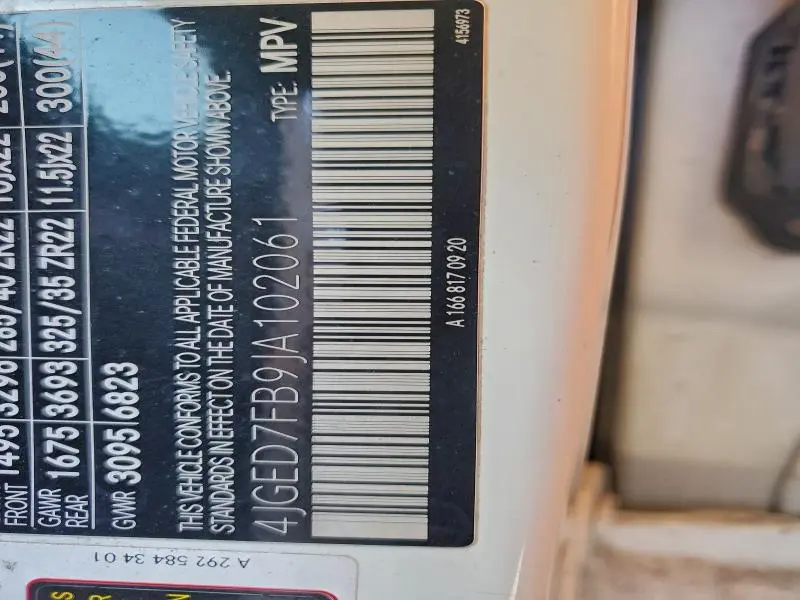 FRONT 1495 3296 265/40 ZR22 10Jx22
GAWR REAR 1675 3693 325/35 ZR22 11.5Jx22 300(44)
GVWR 3095 6823
THIS VEHICLE CONFORMS TO ALL APPLICABLE FEDERAL MOTOR VEHICLE SAFETY
STANDARDS IN EFFECT ON THE DATE OF MANUFACTURE SHOWN ABOVE.
4JGED7FB9JA102061 TYPE: MPV
A 166 817 09 20
4156973
A 292 584 34 01